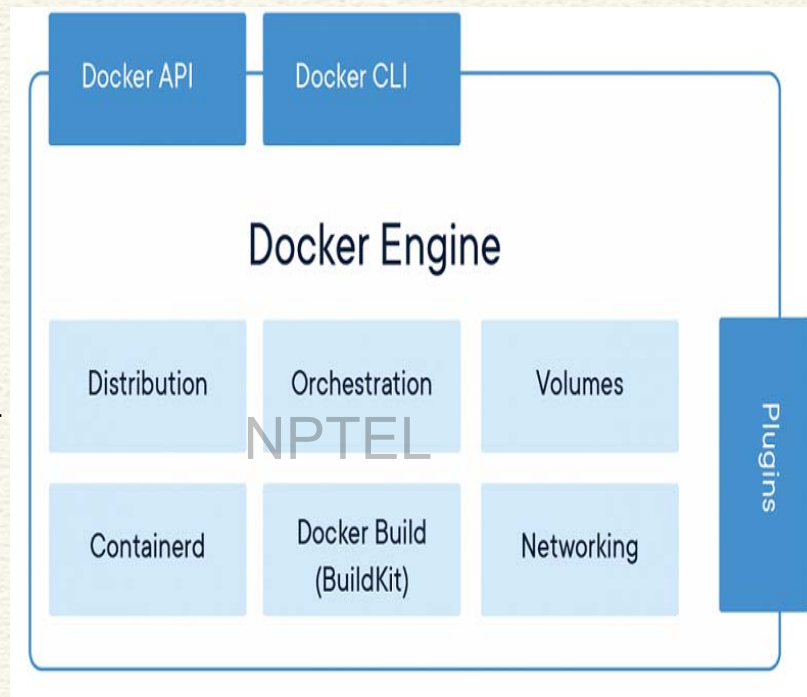 Docker API
Docker CLI
Docker Engine
Distribution
Orchestration
Volumes
NPTEL
Plugins
Containerd
Docker Build
(BuildKit)
Networking